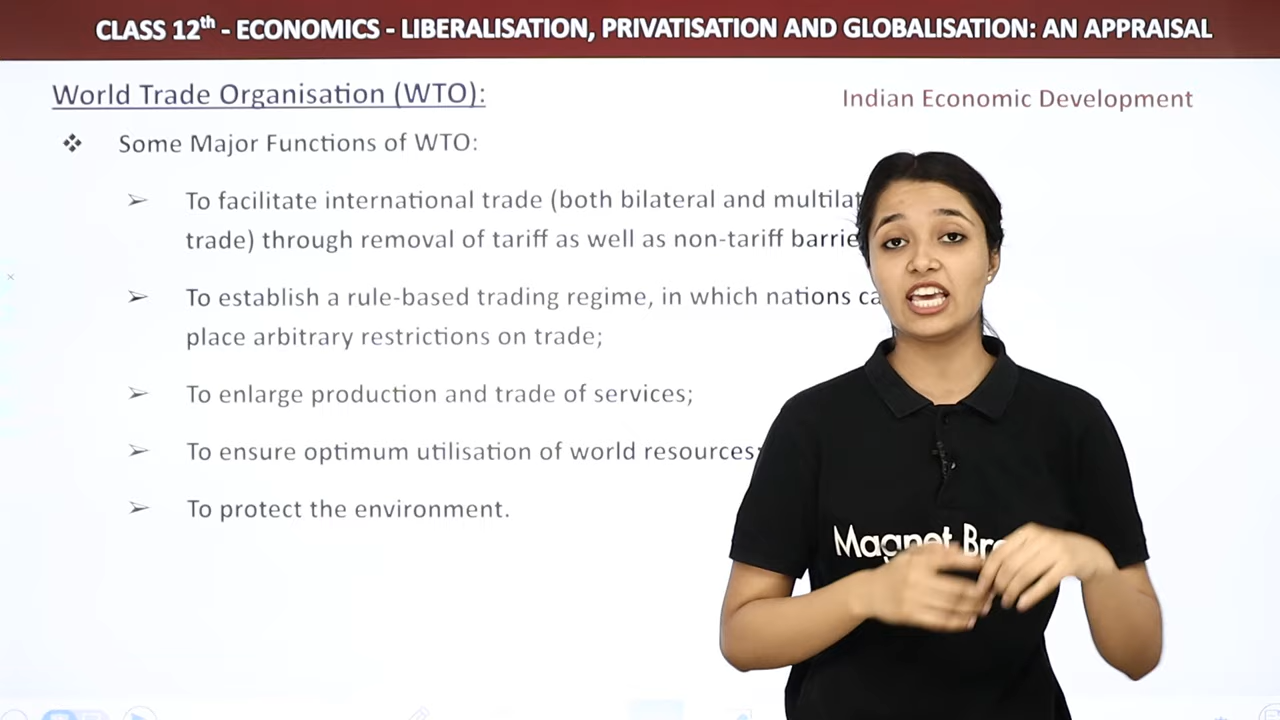 CLASS 12th - ECONOMICS - LIBERALISATION, PRIVATISATION AND GLOBALISATION: AN APPRAISAL
World Trade Organisation (WTO):
Indian Economic Development
❖ Some Major Functions of WTO:
➢ To facilitate international trade (both bilateral and
trade) through removal of tariff as well as non-tariff
➢ To establish a rule-based trading regime, in which nations
place arbitrary restrictions on trade;
➢ To enlarge production and trade of services;
➢ To ensure optimum utilisation of world resources;
➢ To protect the environment.
Magnet